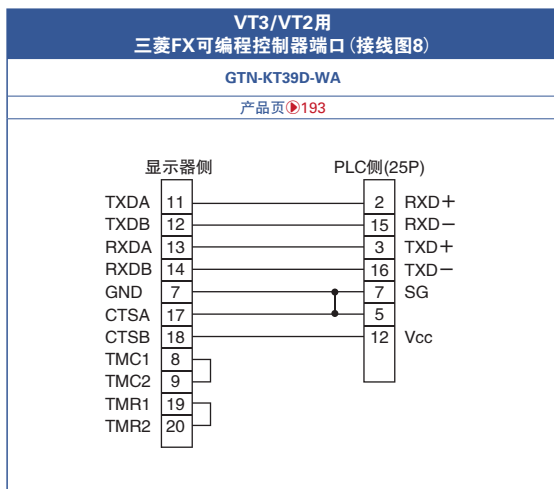 VT3/VT2用
三菱FX可编程控制器端口（接线图8）
GTN-KT39D-WA
产品页193
显示器侧 PLC侧(25P)
TXDA 11 2 RXD+
TXDB 12 15 RXD−
RXDA 13 3 TXD+
RXDB 14 16 TXD−
GND 7 7 SG
CTSA 17 5
CTSB 18 12 Vcc
TMC1 8
TMC2 9
TMR1 19
TMR2 20